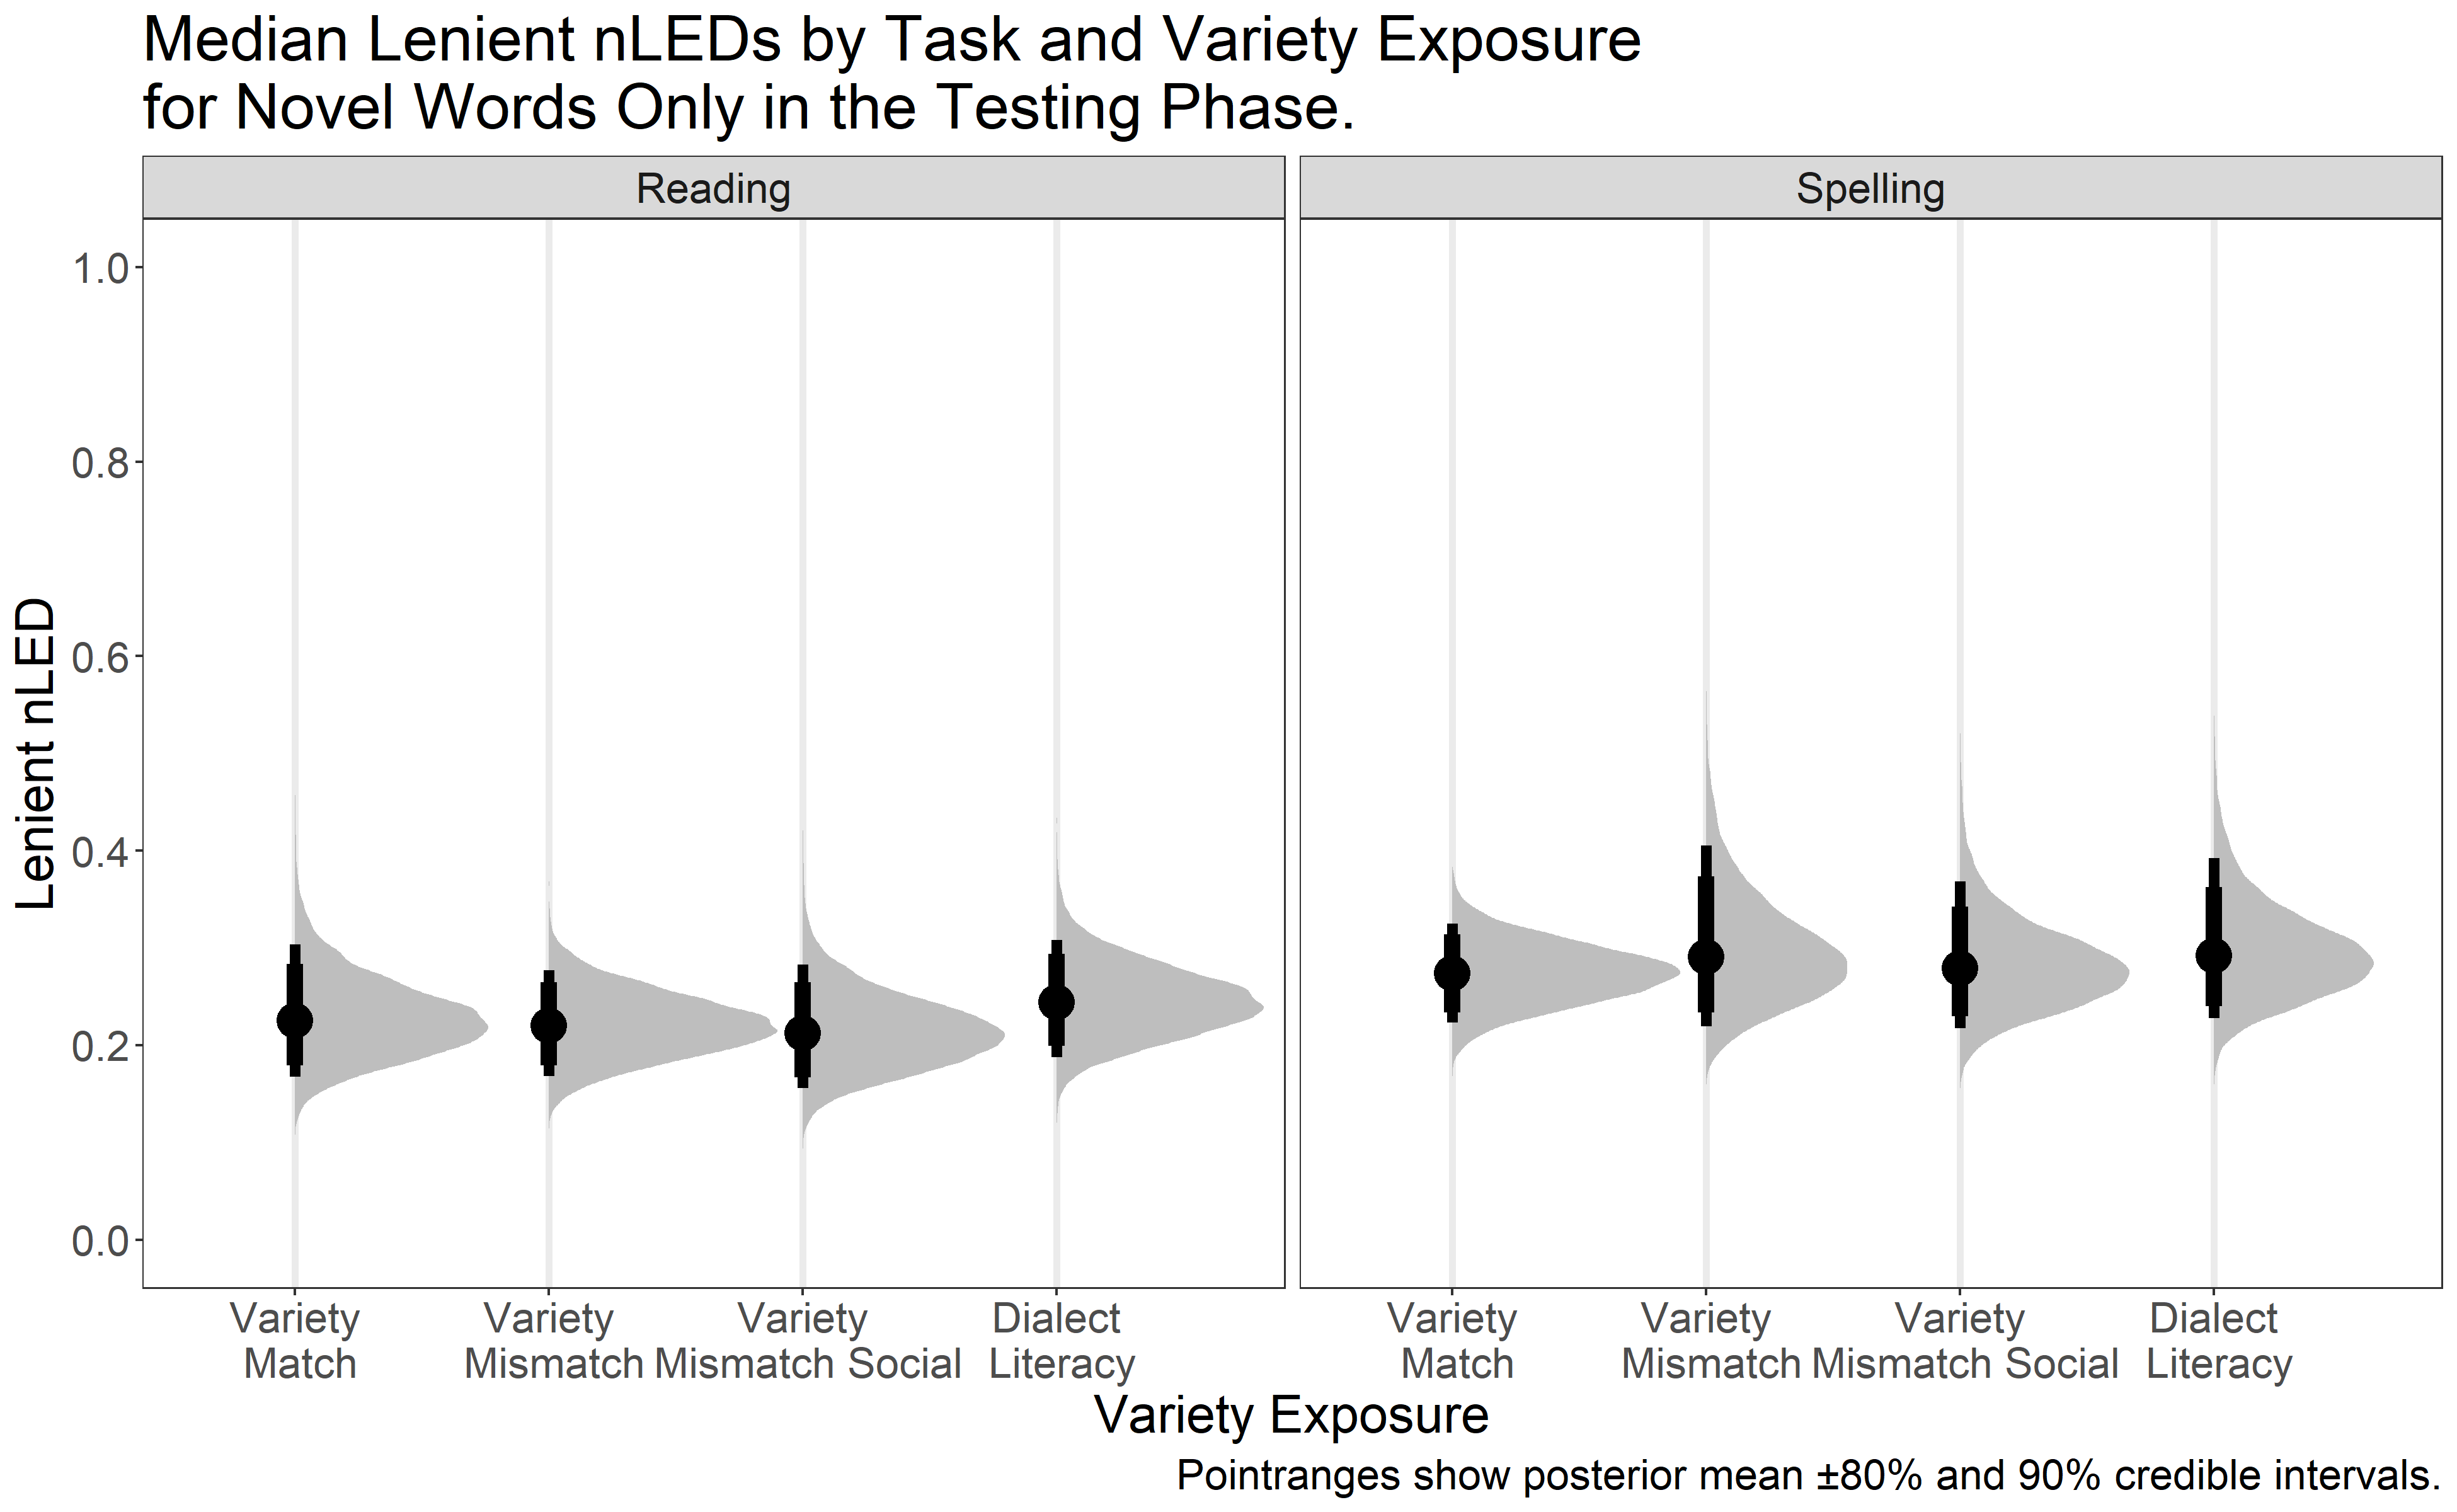 Median Lenient nLEDs by Task and Variety Exposure
for Novel Words Only in the Testing Phase.
Reading
Spelling
Lenient nLED
1.0
0.8
0.6
0.4
0.2
0.0
Variety
Match
Variety
Mismatch
Variety
Mismatch Social
Dialect
Literacy
Variety
Match
Variety
Mismatch
Variety
Mismatch Social
Dialect
Literacy
Variety Exposure
Pointranges show posterior mean ±80% and 90% credible intervals.